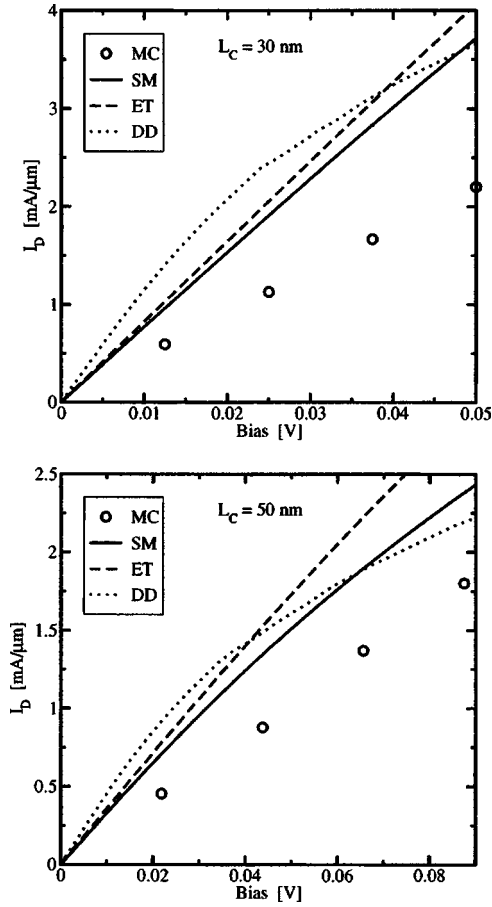 4
L_C = 30 nm
MC
SM
ET
DD
3
2
1
0
I_D [mA/μm]
0
0.01
0.02
0.03
0.04
0.05
Bias [V]
2.5
L_C = 50 nm
MC
SM
ET
DD
2
1.5
1
0.5
0
I_D [mA/μm]
0
0.02
0.04
0.06
0.08
Bias [V]